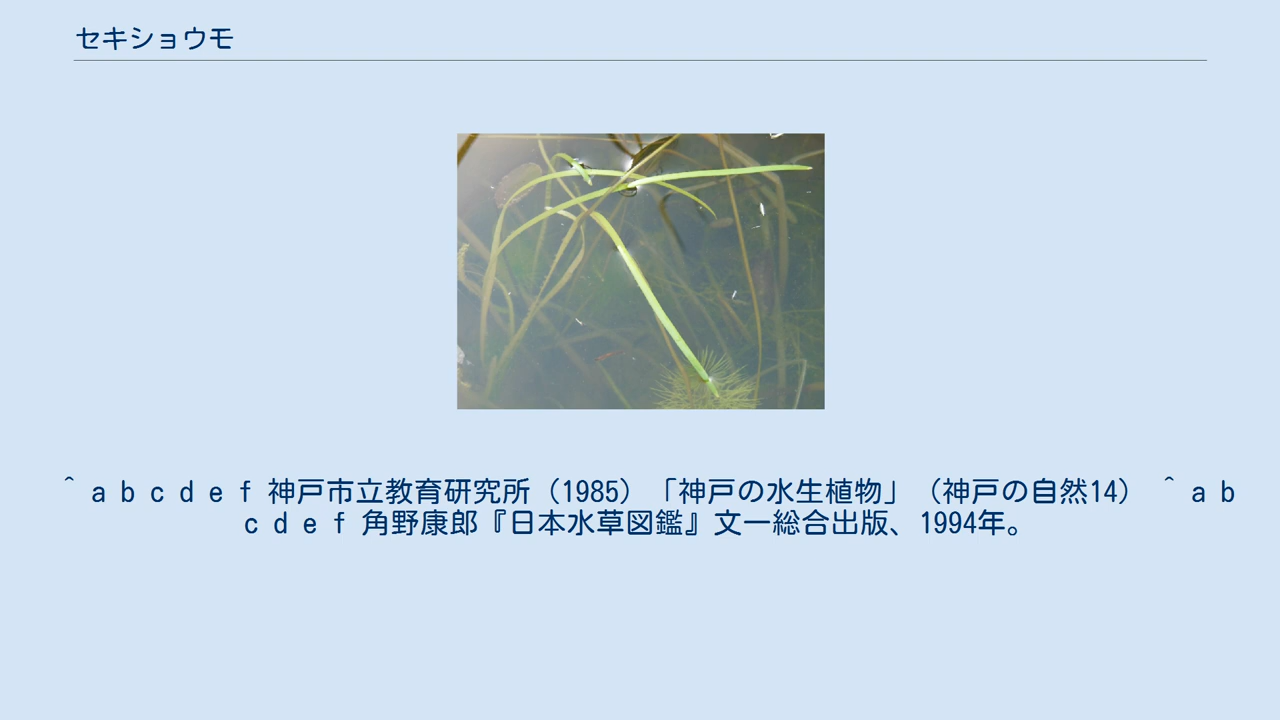 セキショウモ
^ a b c d e f 神戸市立教育研究所（1985）「神戸の水生植物」（神戸の自然14） ^ a b
c d e f 角野康郎『日本水草図鑑』文一総合出版、1994年。